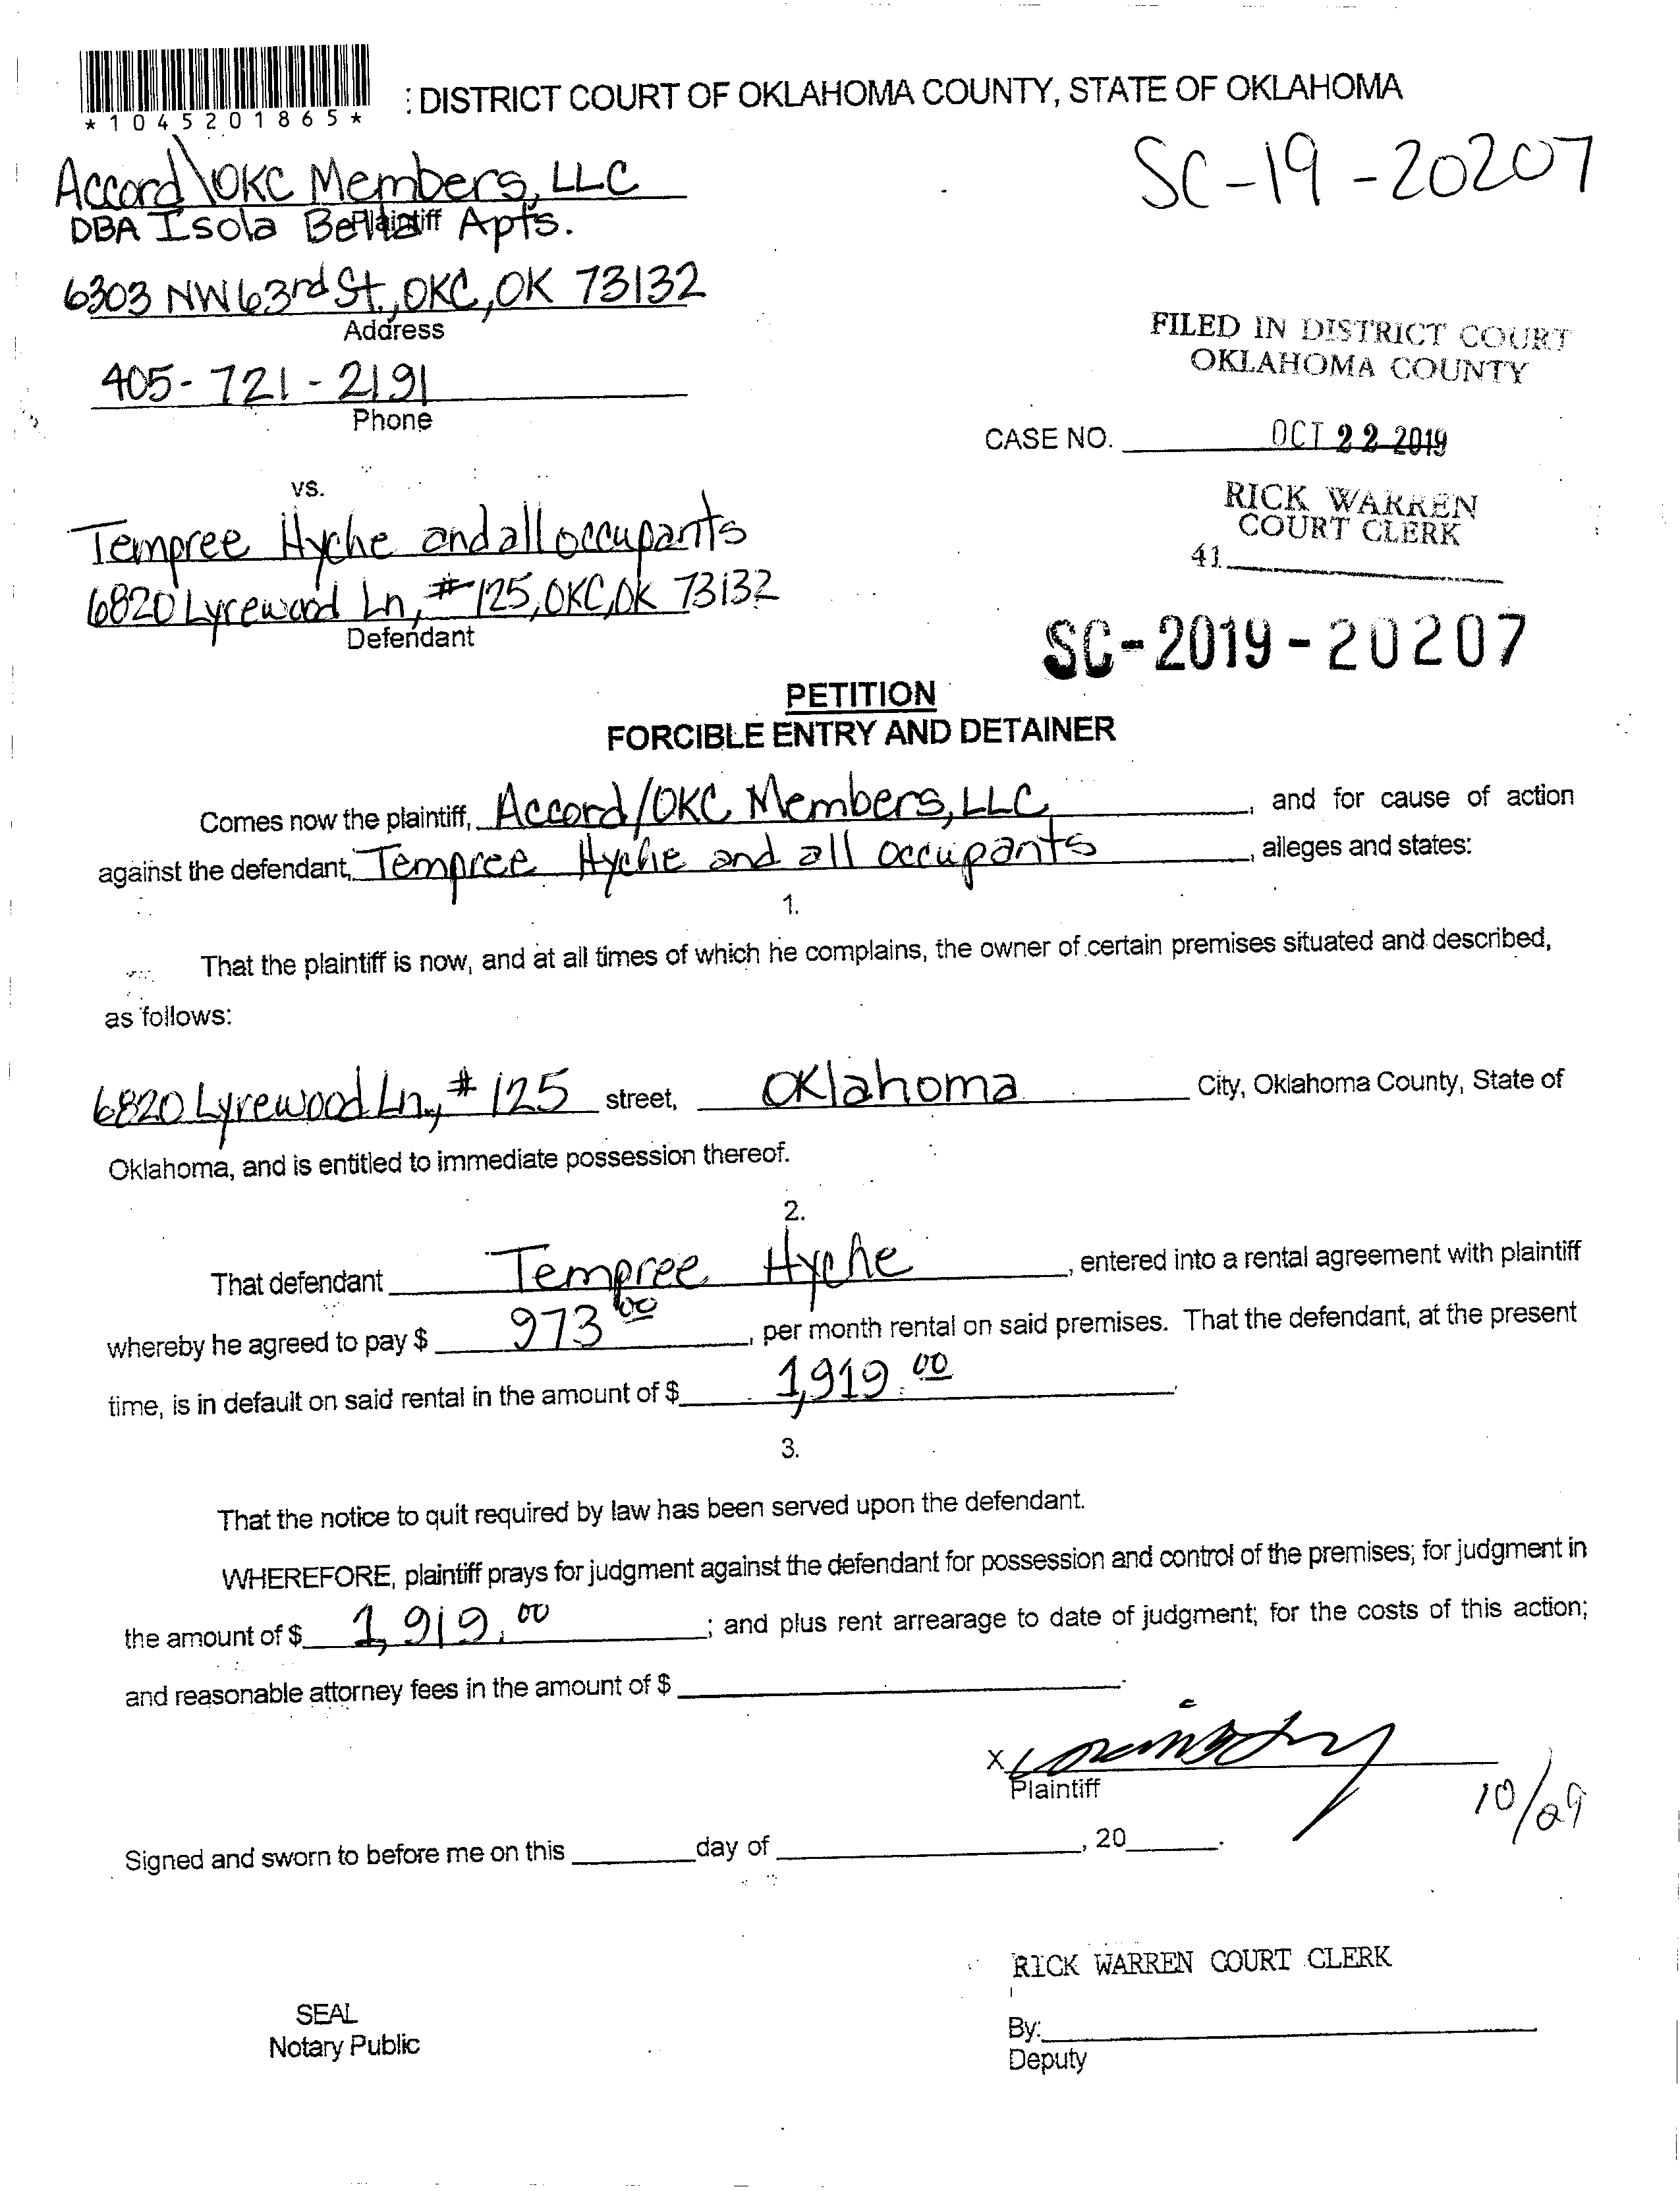 *1045201865*
: DISTRICT COURT OF OKLAHOMA COUNTY, STATE OF OKLAHOMA
SC-19-20207
Accord\OKC Members, LLC
Plaintiff
DBA Isola Bella Apts.
6303 NW 63rd St., OKC, OK 73132
Address
405-721-2191
Phone
FILED IN DISTRICT COURT
OKLAHOMA COUNTY
CASE NO. OCT 22 2019
RICK WARREN
COURT CLERK
41
vs.
Tempree Hyche and all occupants
6820 Lyrewood Ln, #125, OKC, OK 73132
Defendant
SC-2019-20207
PETITION
FORCIBLE ENTRY AND DETAINER
Comes now the plaintiff, Accord/OKC Members, LLC, and for cause of action
against the defendant, Tempree Hyche and all occupants, alleges and states:
1.
That the plaintiff is now, and at all times of which he complains, the owner of certain premises situated and described,
as follows:
6820 Lyrewood Ln., #125 street, Oklahoma City, Oklahoma County, State of
Oklahoma, and is entitled to immediate possession thereof.
2.
That defendant Tempree Hyche, entered into a rental agreement with plaintiff
whereby he agreed to pay $ 973.00, per month rental on said premises. That the defendant, at the present
time, is in default on said rental in the amount of $ 1,919.00.
3.
That the notice to quit required by law has been served upon the defendant.
WHEREFORE, plaintiff prays for judgment against the defendant for possession and control of the premises; for judgment in
the amount of $ 1,919.00; and plus rent arrearage to date of judgment; for the costs of this action;
and reasonable attorney fees in the amount of $ .
X
Plaintiff
10/29
Signed and sworn to before me on this day of , 20 .
RICK WARREN COURT CLERK
SEAL
Notary Public
By:
Deputy